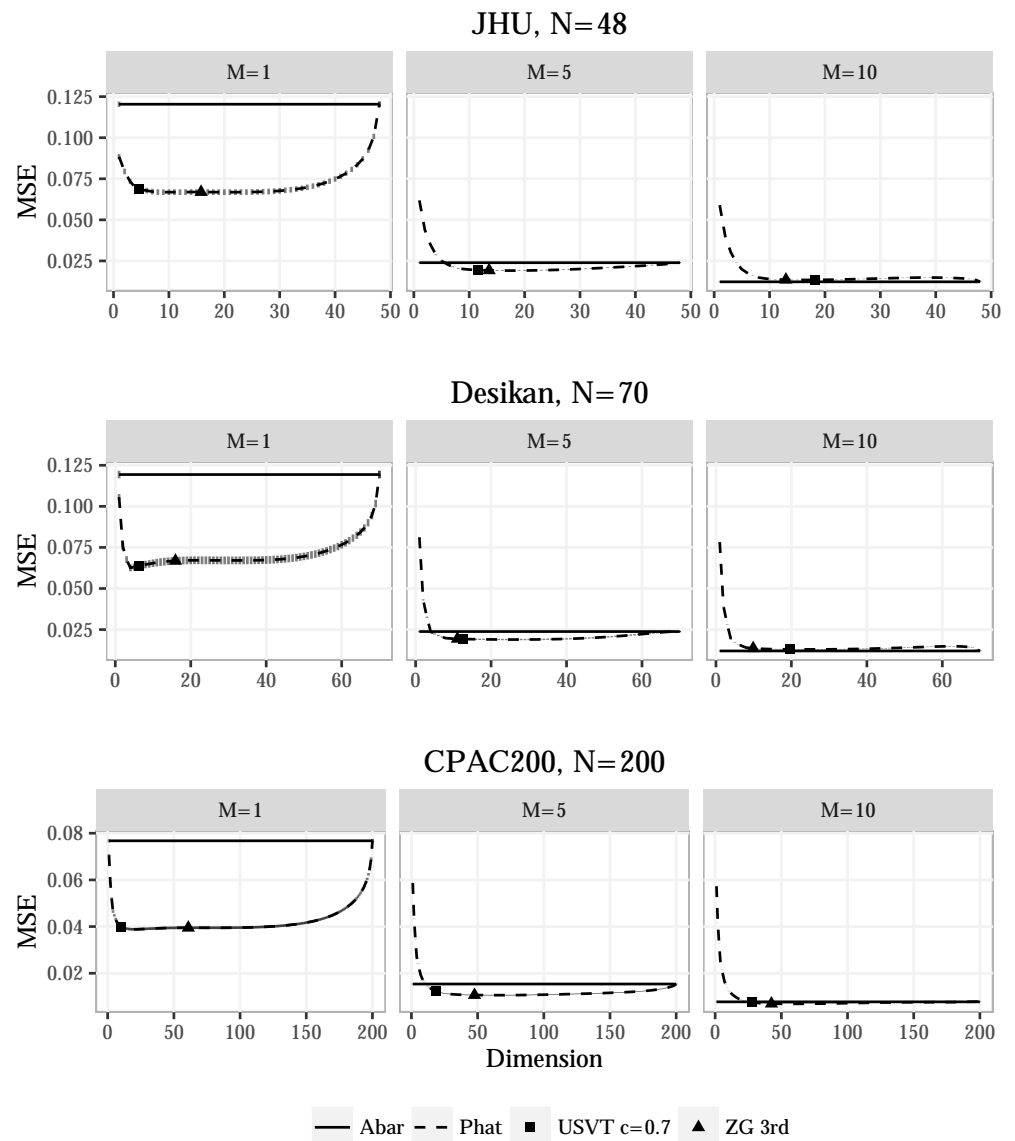 JHU, N=48
M=1 M=5 M=10
MSE
0.125
0.100
0.075
0.050
0.025
0 10 20 30 40 50 0 10 20 30 40 50 0 10 20 30 40 50
Desikan, N=70
M=1 M=5 M=10
MSE
0.125
0.100
0.075
0.050
0.025
0 20 40 60 0 20 40 60 0 20 40 60
CPAC200, N=200
M=1 M=5 M=10
MSE
0.08
0.06
0.04
0.02
0 50 100 150 200 0 50 100 150 200 0 50 100 150 200
Dimension
Abar Phat USVT c=0.7 ZG 3rd